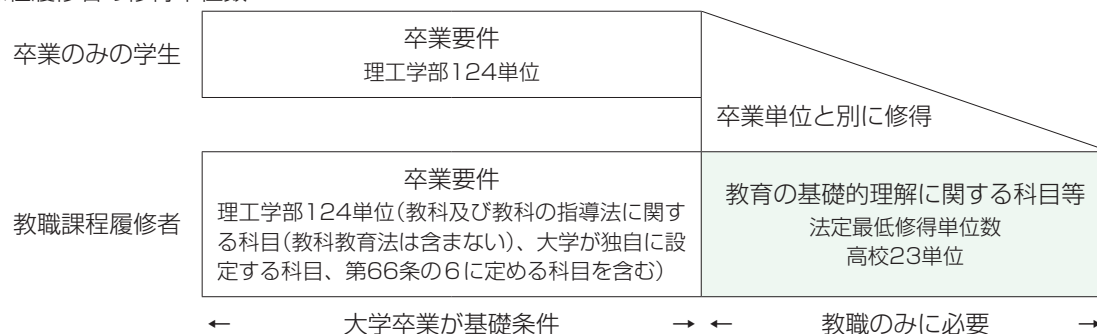 卒業のみの学生
卒業要件
理工学部124単位
卒業単位と別に修得
教職課程履修者
卒業要件
理工学部124単位(教科及び教科の指導法に関す
る科目(教科教育法は含まない)、大学が独自に設
定する科目、第66条の6に定める科目を含む)
教育の基礎的理解に関する科目等
法定最低修得単位数
高校23単位
← 大学卒業が基礎条件 → ← 教職のみに必要 →